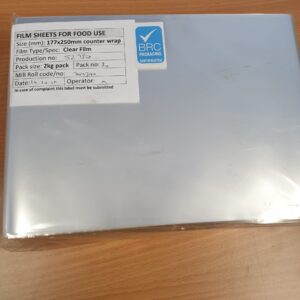 FILM SHEETS FOR FOOD USE
Size (mm): 177x250mm counter wrap
Film Type/Spec: Clear Film
Production no:
Pack size: 2kg pack Pack no:
M/B Roll code/no:
Date: Operator:
In case of complaint this label must be submitted
BRC
PACKAGING
CERTIFICATED